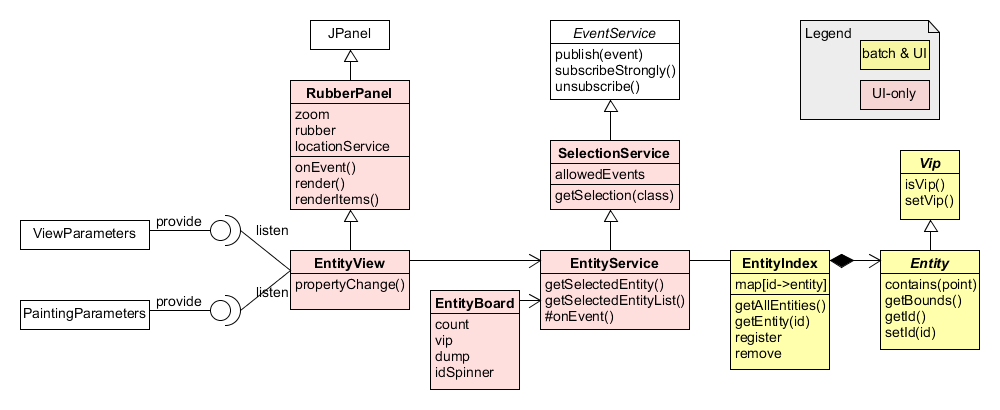 JPanel
EventService
publish(event)
subscribeStrongly()
unsubscribe()
Legend
batch & UI
UI-only
RubberPanel
zoom
rubber
locationService
onEvent()
render()
renderItems()
SelectionService
allowedEvents
getSelection(class)
Vip
isVip()
setVip()
ViewParameters
provide
listen
PaintingParameters
provide
listen
EntityView
propertyChange()
EntityBoard
count
vip
dump
idSpinner
EntityService
getSelectedEntity()
getSelectedEntityList()
#onEvent()
EntityIndex
map[id->entity]
getAllEntities()
getEntity(id)
register
remove
Entity
contains(point)
getBounds()
getId()
setId(id)